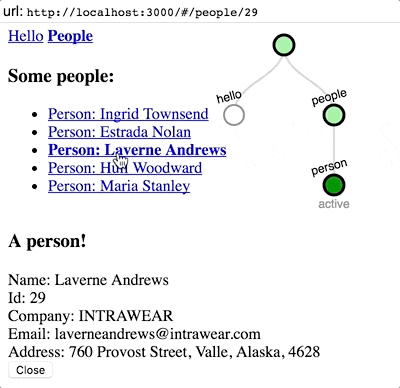 url: http://localhost:3000/#/people/29
Hello People
Some people:
Person: Ingrid Townsend
Person: Estrada Nolan
Person: Laverne Andrews
Person: Huff Woodward
Person: Maria Stanley
hello
people
person
active
A person!
Name: Laverne Andrews
Id: 29
Company: INTRAWEAR
Email: laverneandrews@intrawear.com
Address: 760 Provost Street, Valle, Alaska, 4628
Close